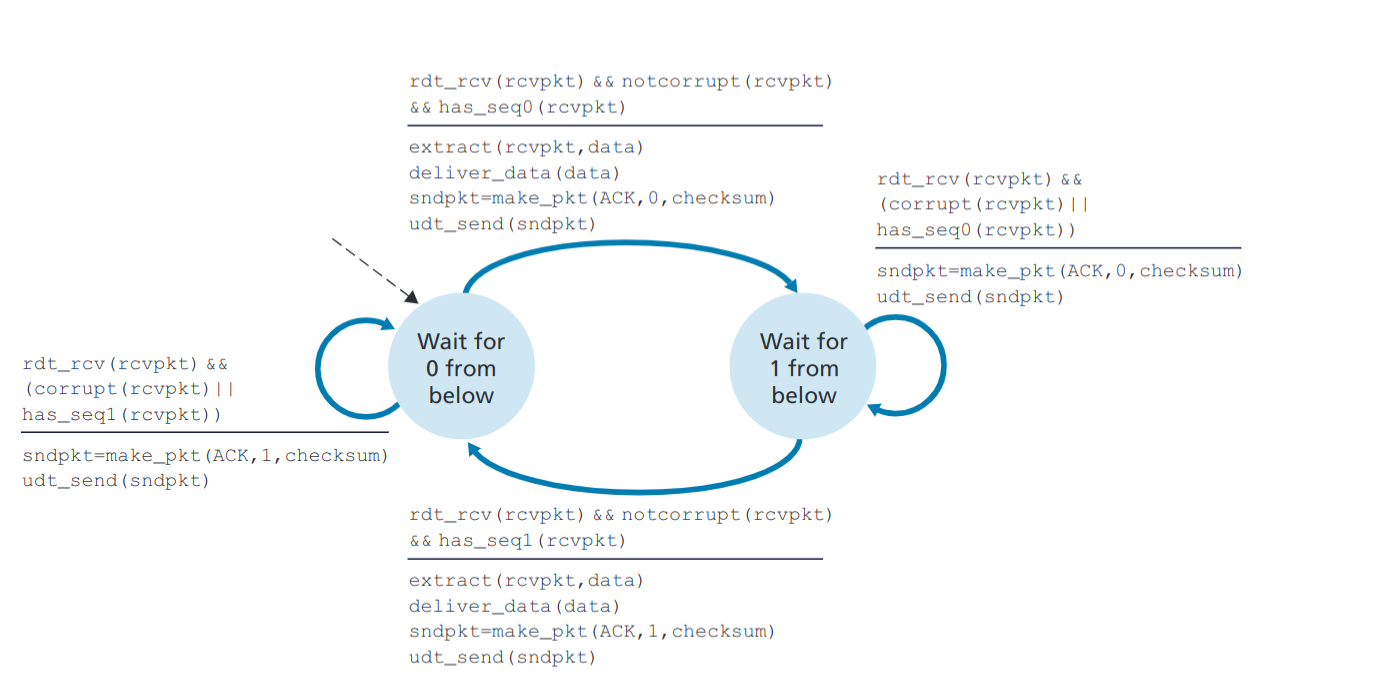 rdt_rcv(rcvpkt) && notcorrupt(rcvpkt)
&& has_seq0(rcvpkt)
extract(rcvpkt,data)
deliver_data(data)
sndpkt=make_pkt(ACK,0,checksum)
udt_send(sndpkt)
rdt_rcv(rcvpkt) &&
(corrupt(rcvpkt)||
has_seq0(rcvpkt))
sndpkt=make_pkt(ACK,0,checksum)
udt_send(sndpkt)
Wait for
0 from
below
Wait for
1 from
below
rdt_rcv(rcvpkt) &&
(corrupt(rcvpkt)||
has_seq1(rcvpkt))
sndpkt=make_pkt(ACK,1,checksum)
udt_send(sndpkt)
rdt_rcv(rcvpkt) && notcorrupt(rcvpkt)
&& has_seq1(rcvpkt)
extract(rcvpkt,data)
deliver_data(data)
sndpkt=make_pkt(ACK,1,checksum)
udt_send(sndpkt)